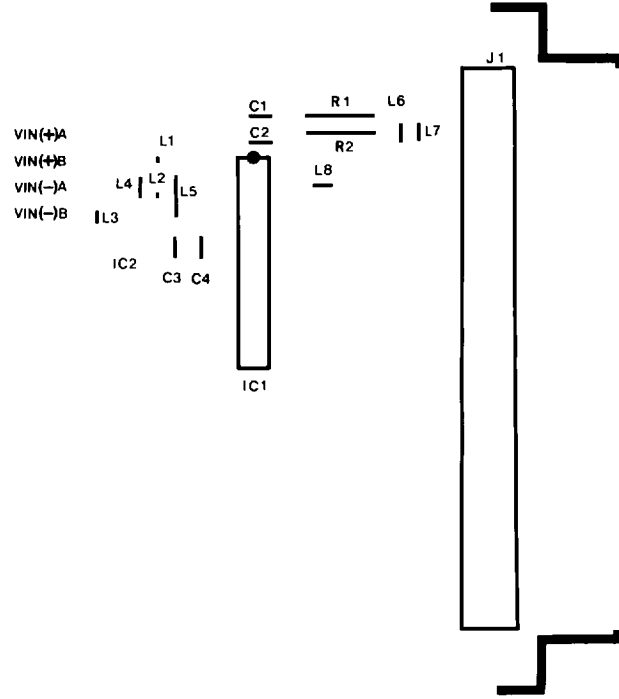 J1
C1
R1
L6
VIN(+)A
L1
C2
R2
L7
VIN(+)B
L8
VIN(−)A
L4
L2
L5
VIN(−)B
L3
IC2
C3
C4
IC1